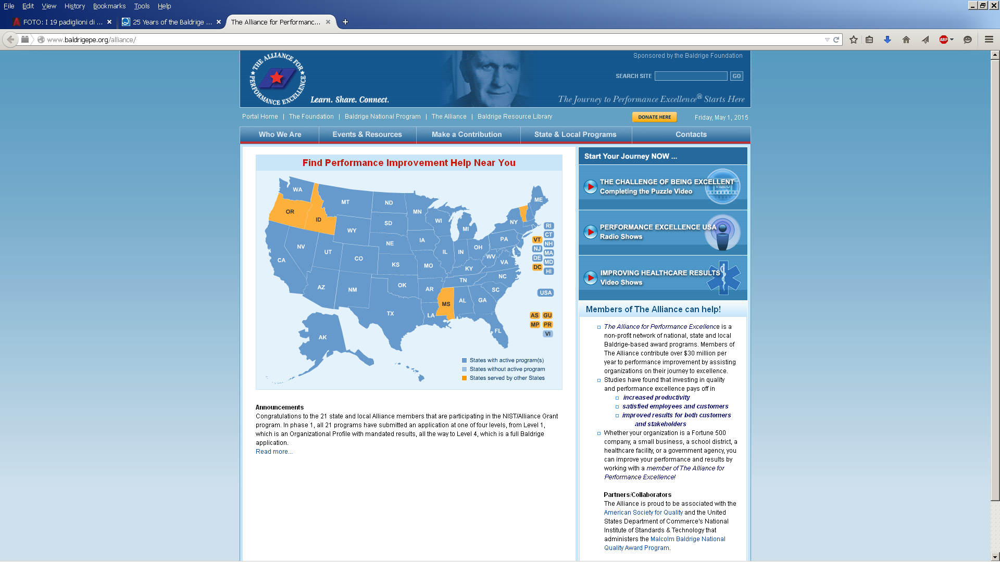 File Edit View History Bookmarks Tools Help
FOTO: I 19 padiglioni di ... 25 Years of the Baldrige ... The Alliance for Performanc...
www.baldrigepe.org/alliance/
ABP
THE ALLIANCE FOR PERFORMANCE EXCELLENCE
Learn. Share. Connect.
Sponsored by the Baldrige Foundation
SEARCH SITE GO
The Journey to Performance Excellence® Starts Here
Portal Home | The Foundation | Baldrige National Program | The Alliance | Baldrige Resource Library
DONATE HERE
Friday, May 1, 2015
Who We Are Events & Resources Make a Contribution State & Local Programs Contacts
Find Performance Improvement Help Near You
WA MT ND MN ME
OR ID SD WI MI NY
WY IA PA RI
NV UT NE IL IN OH VT CT
CA CO KS MO KY WV VA NJ NH
DE MA
DC MD
HI
AZ NM OK AR TN NC
SC
USA
TX LA MS AL GA
FL
AS GU
MP PR
VI
AK
States with active program(s)
States without active program
States served by other States
Announcements
Congratulations to the 21 state and local Alliance members that are participating in the NIST/Alliance Grant
program. In phase 1, all 21 programs have submitted an application at one of four levels, from Level 1,
which is an Organizational Profile with mandated results, all the way to Level 4, which is a full Baldrige
application.
Read more...
Start Your Journey NOW ...
THE CHALLENGE OF BEING EXCELLENT
Completing the Puzzle Video
VIDEO
PERFORMANCE EXCELLENCE USA
Radio Shows
IMPROVING HEALTHCARE RESULTS
Video Shows
Members of The Alliance can help!
The Alliance for Performance Excellence is a
non-profit network of national, state and local
Baldrige-based award programs. Members of
The Alliance contribute over $30 million per
year to performance improvement by assisting
organizations on their journey to excellence.
Studies have found that investing in quality
and performance excellence pays off in
increased productivity
satisfied employees and customers
improved results for both customers
and stakeholders
Whether your organization is a Fortune 500
company, a small business, a school district, a
healthcare facility, or a government agency, you
can improve your performance and results by
working with a member of The Alliance for
Performance Excellence!
Partners/Collaborators
The Alliance is proud to be associated with the
American Society for Quality and the United
States Department of Commerce's National
Institute of Standards & Technology that
administers the Malcolm Baldrige National
Quality Award Program.